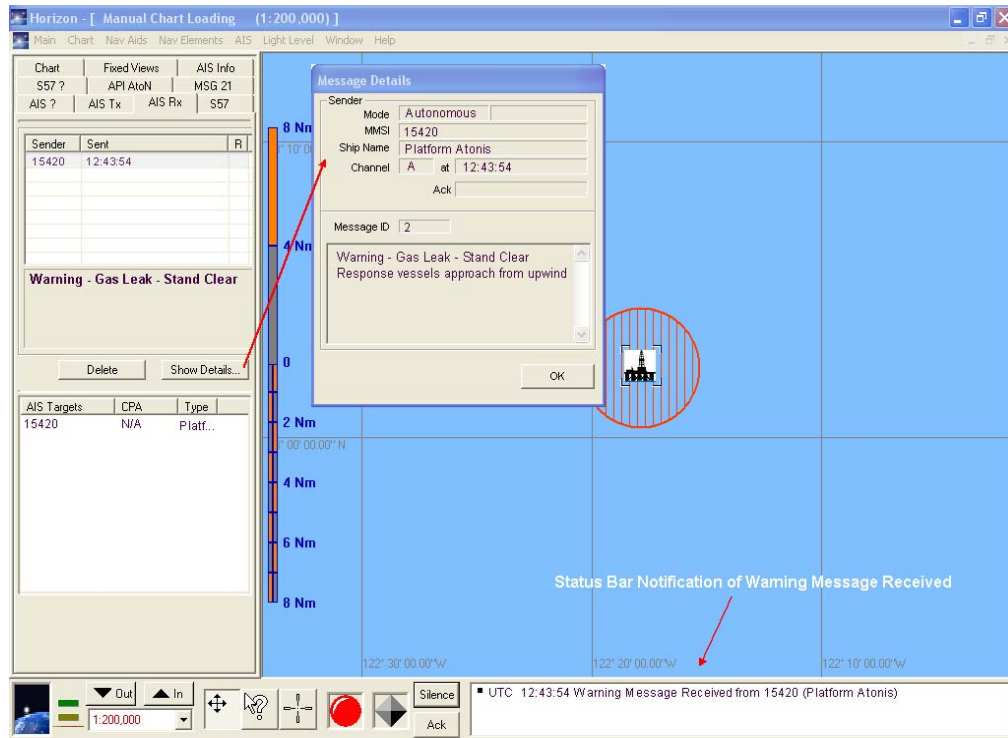 Horizon - [ Manual Chart Loading (1:200,000) ]
Main Chart Nav Aids Nav Elements AIS Light Level Window Help
Chart Fixed Views AIS Info
S57 ? API AtoN MSG 21
AIS ? AIS Tx AIS Rx S57
Sender Sent R
15420 12:43:54
Warning - Gas Leak - Stand Clear
Delete Show Details...
AIS Targets CPA Type
15420 N/A Platf...
8 Nm
4 Nm
0
2 Nm
4 Nm
6 Nm
8 Nm
Message Details
Sender
Mode Autonomous
MMSI 15420
Ship Name Platform Atonis
Channel A at 12:43:54
Ack
Message ID 2
Warning - Gas Leak - Stand Clear
Response vessels approach from upwind
OK
° 00' 00.00" N
Status Bar Notification of Warning Message Received
122° 30' 00.00"W 122° 20' 00.00"W 122° 10' 00.00"W
Out In
1:200,000
Silence
Ack
UTC 12:43:54 Warning Message Received from 15420 (Platform Atonis)